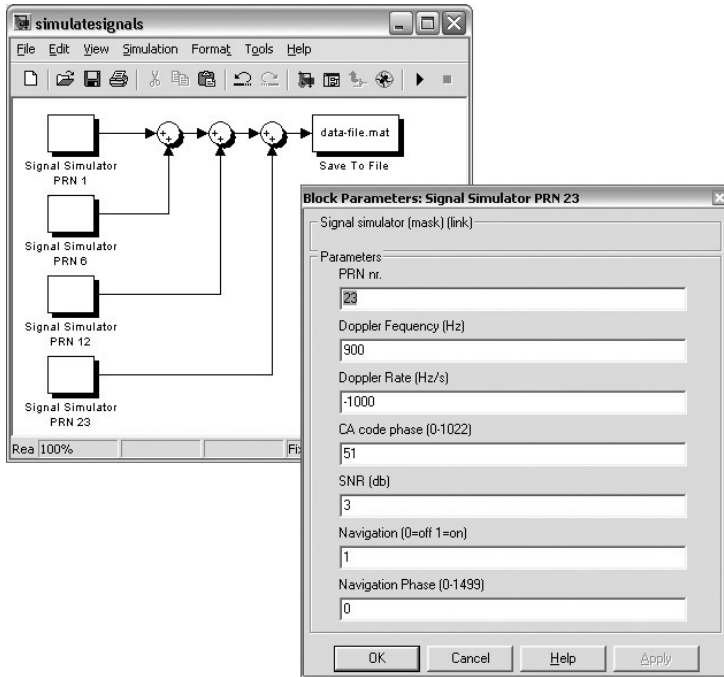 simulatesignals
File Edit View Simulation Format Tools Help
data-file.mat
Save To File
Signal Simulator
PRN 1
Signal Simulator
PRN 6
Signal Simulator
PRN 12
Signal Simulator
PRN 23
Rea 100%
Block Parameters: Signal Simulator PRN 23
Signal simulator (mask) (link)
Parameters
PRN nr.
23
Doppler Fequency (Hz)
900
Doppler Rate (Hz/s)
-1000
CA code phase (0-1022)
51
SNR (db)
3
Navigation (0=off 1=on)
1
Navigation Phase (0-1499)
0
OK Cancel Help Apply